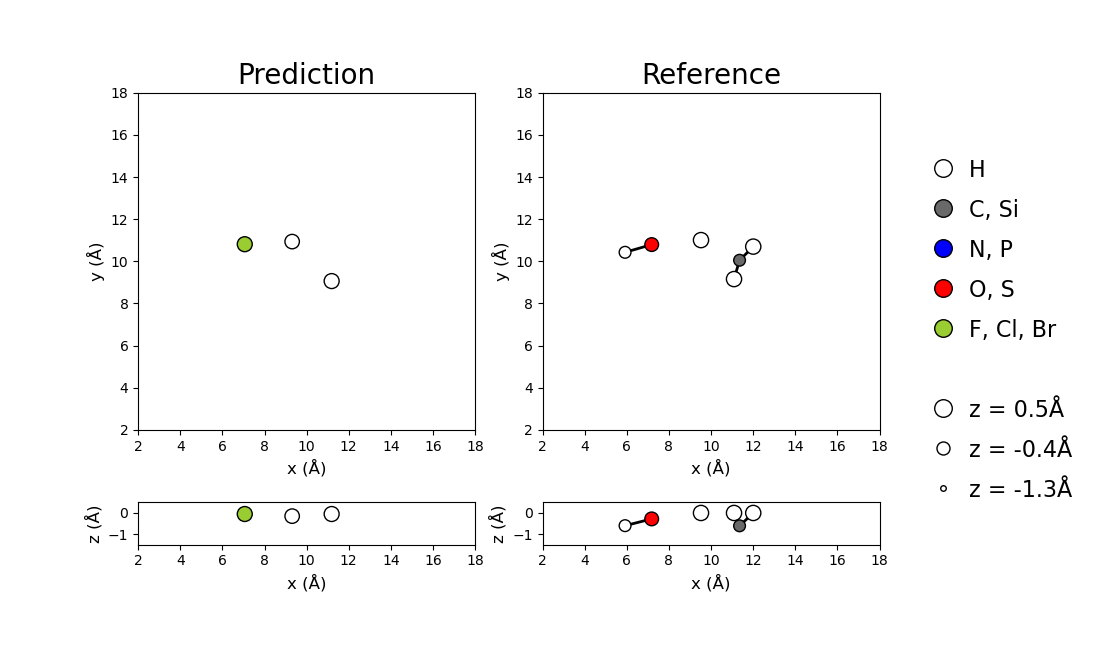 Prediction
Reference
18
16
14
12
10
8
6
4
2
y (Å)
2 4 6 8 10 12 14 16 18
x (Å)
18
16
14
12
10
8
6
4
2
y (Å)
2 4 6 8 10 12 14 16 18
x (Å)
H
C, Si
N, P
O, S
F, Cl, Br
z = 0.5Å
z = -0.4Å
z = -1.3Å
0
−1
z (Å)
2 4 6 8 10 12 14 16 18
x (Å)
0
−1
z (Å)
2 4 6 8 10 12 14 16 18
x (Å)